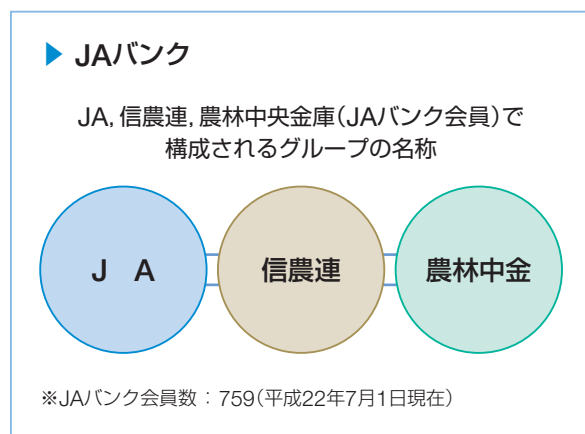 ▶ JAバンク
JA, 信農連, 農林中央金庫(JAバンク会員)で
構成されるグループの名称
J A
信農連
農林中金
※JAバンク会員数：759(平成22年7月1日現在)